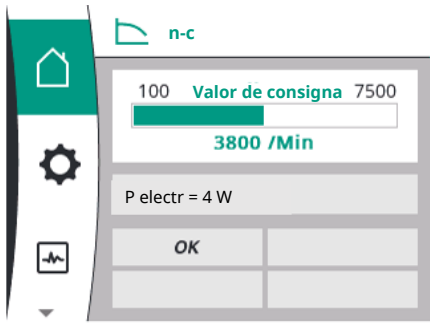 n-c
100 Valor de consigna 7500
3800 /Min
P electr = 4 W
OK